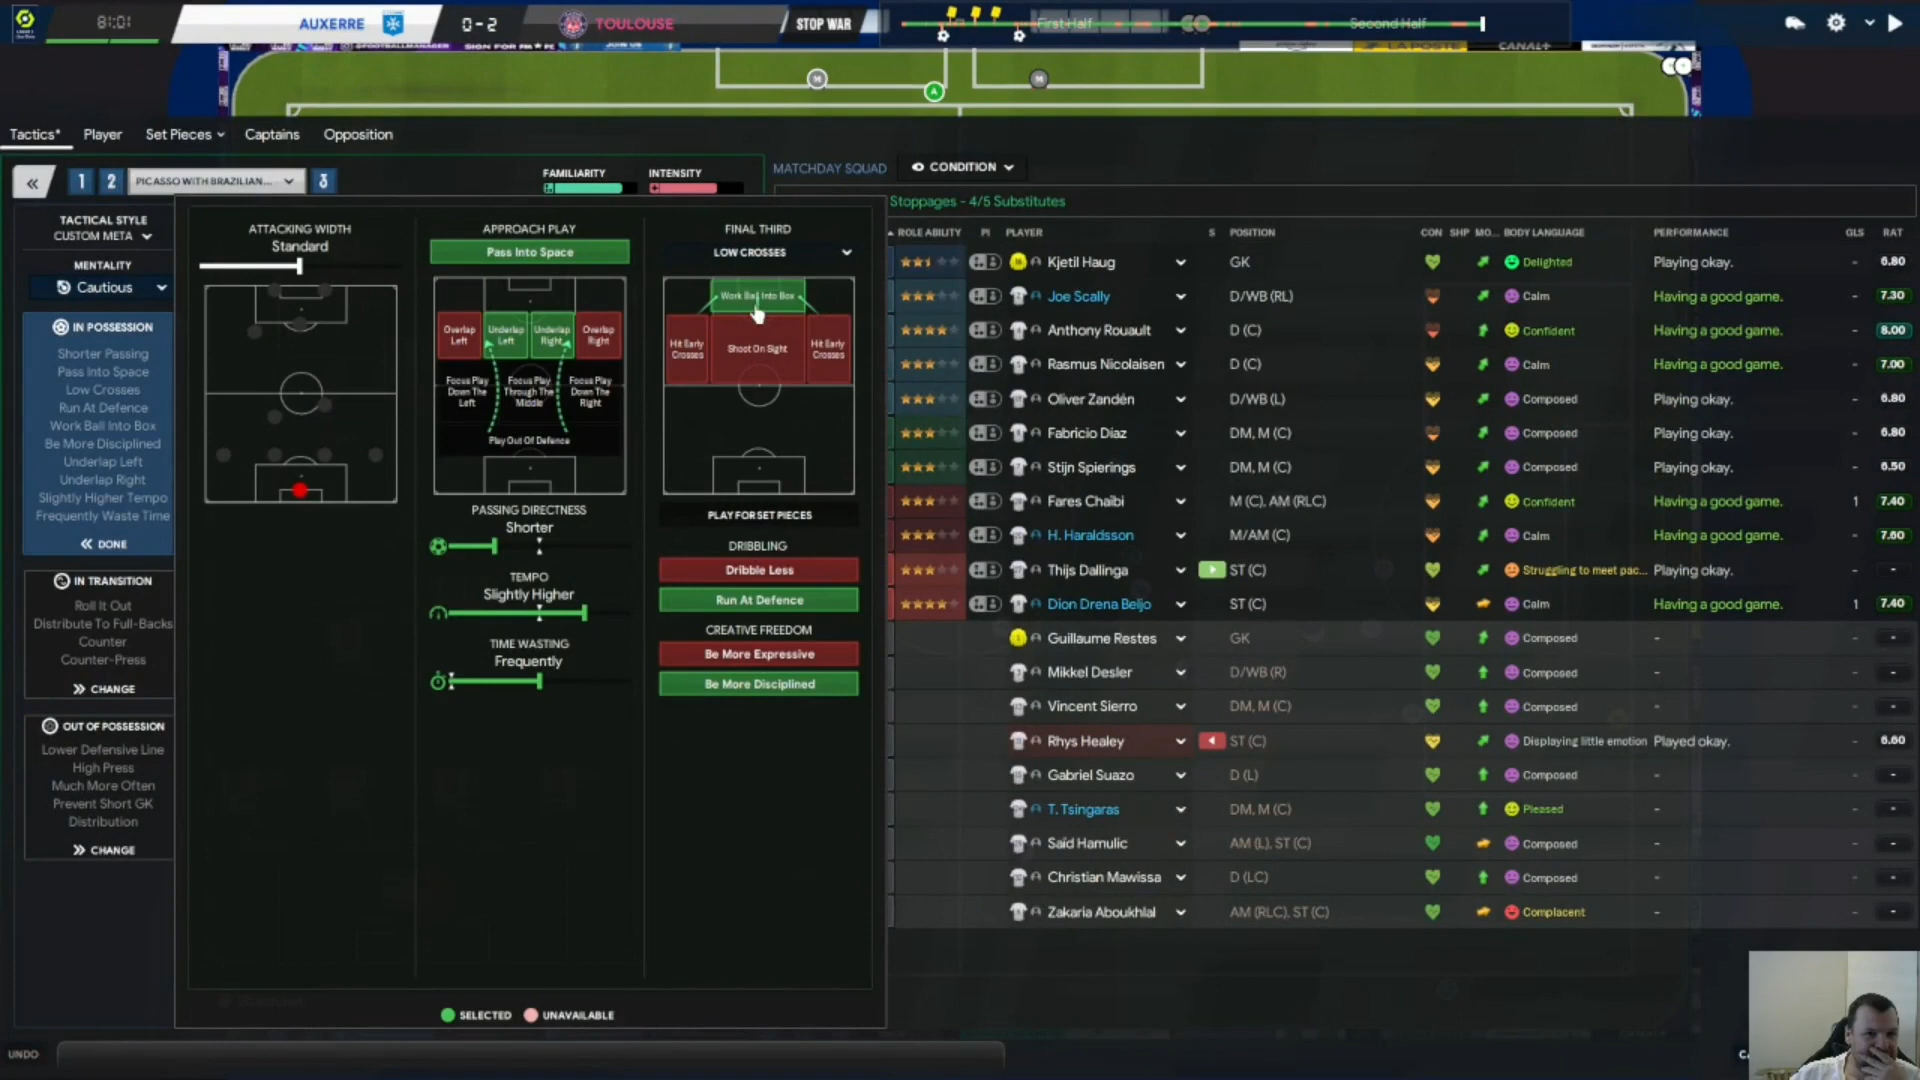 81:01
AUXERRE
0-2
TOULOUSE
STOP WAR
First Half
Second Half
JOIN US
LA POSTE
CANAL+
M
M
A
Tactics*
Player
Set Pieces
Captains
Opposition
1
2
PICASSO WITH BRAZILIAN...
3
FAMILIARITY
INTENSITY
MATCHDAY SQUAD
CONDITION
Stoppages - 4/5 Substitutes
TACTICAL STYLE
CUSTOM META
MENTALITY
Cautious
IN POSSESSION
Shorter Passing
Pass Into Space
Low Crosses
Run At Defence
Work Ball Into Box
Be More Disciplined
Underlap Left
Underlap Right
Slightly Higher Tempo
Frequently Waste Time
DONE
IN TRANSITION
Roll It Out
Distribute To Full-Backs
Counter
Counter-Press
CHANGE
OUT OF POSSESSION
Lower Defensive Line
High Press
Much More Often
Prevent Short GK
Distribution
CHANGE
ATTACKING WIDTH
Standard
APPROACH PLAY
Pass Into Space
Overlap Left
Underlap Left
Underlap Right
Overlap Right
Focus Play Down The Left
Focus Play Through The Middle
Focus Play Down The Right
Play Out Of Defence
PASSING DIRECTNESS
Shorter
TEMPO
Slightly Higher
TIME WASTING
Frequently
FINAL THIRD
LOW CROSSES
Work Ball Into Box
Hit Early Crosses
Shoot On Sight
Hit Early Crosses
PLAY FOR SET PIECES
DRIBBLING
Dribble Less
Run At Defence
CREATIVE FREEDOM
Be More Expressive
Be More Disciplined
SELECTED
UNAVAILABLE
UNDO
ROLE ABILITY PI PLAYER S POSITION CON SHP MO... BODY LANGUAGE PERFORMANCE GLS RAT
Kjetil Haug GK Delighted Playing okay. - 6.80
Joe Scally D/WB (RL) Calm Having a good game. - 7.30
Anthony Rouault D (C) Confident Having a good game. - 8.00
Rasmus Nicolaisen D (C) Calm Having a good game. - 7.00
Oliver Zandén D/WB (L) Composed Playing okay. - 6.80
Fabricio Diaz DM, M (C) Composed Playing okay. - 6.80
Stijn Spierings DM, M (C) Composed Playing okay. - 6.50
Fares Chaibi M (C), AM (RLC) Confident Having a good game. 1 7.40
H. Haraldsson M/AM (C) Calm Having a good game. - 7.60
Thijs Dallinga ST (C) Struggling to meet pac... Playing okay. - -
Dion Drena Beljo ST (C) Calm Having a good game. 1 7.40
Guillaume Restes GK Composed - - -
Mikkel Desler D/WB (R) Composed - - -
Vincent Sierro DM, M (C) Composed - - -
Rhys Healey ST (C) Displaying little emotion Played okay. - 6.60
Gabriel Suazo D (L) Composed - - -
T. Tsingaras DM, M (C) Pleased - - -
Saïd Hamulic AM (L), ST (C) Composed - - -
Christian Mawissa D (LC) Composed - - -
Zakaria Aboukhlal AM (RLC), ST (C) Complacent - - -